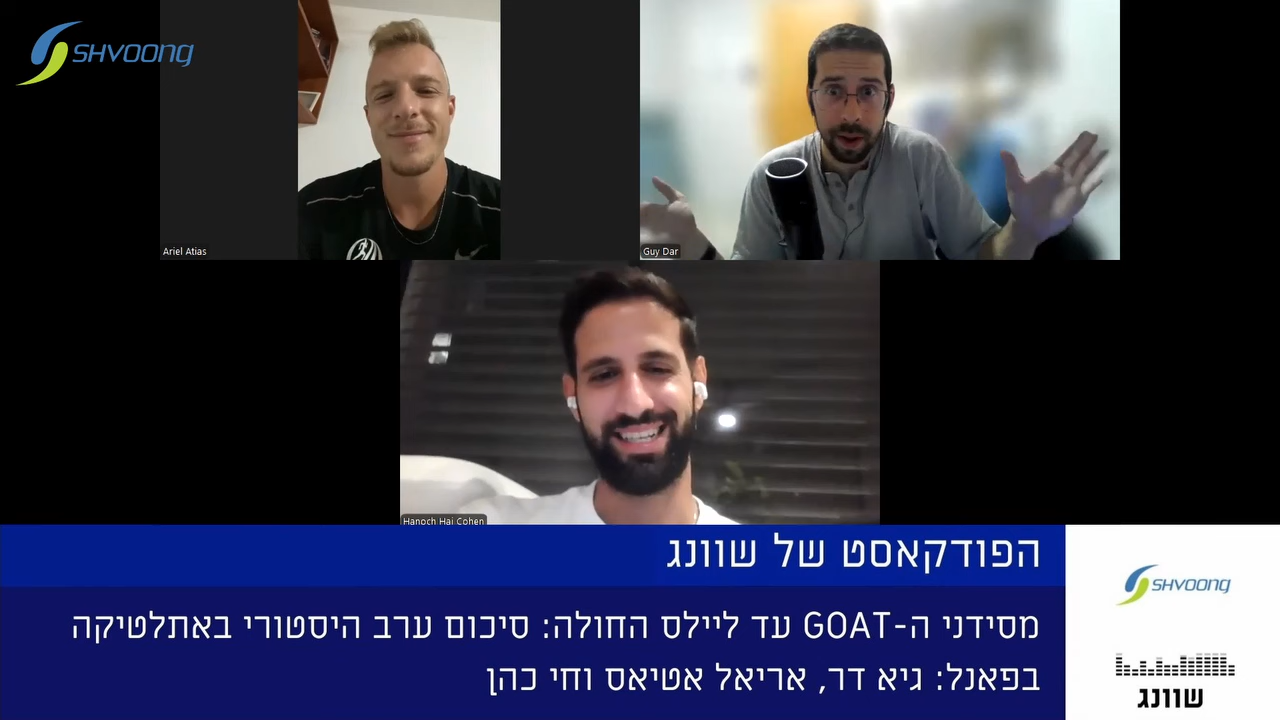 SHVOONG
Ariel Atias
Guy Dar
Hanoch Hai Cohen
הפודקאסט של שוונג
מסידני ה-GOAT עד ליילס החולה: סיכום ערב היסטורי באתלטיקה
בפאנל: גיא דר, אריאל אטיאס וחי כהן
SHVOONG
שוונג